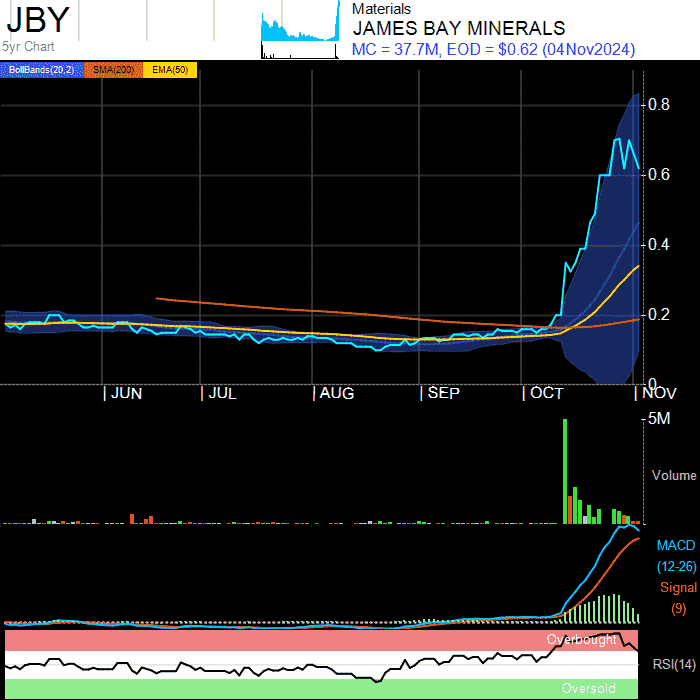 JBY
5yr Chart
Materials
JAMES BAY MINERALS
MC = 37.7M, EOD = $0.62 (04Nov2024)
BollBands(20,2) SMA(200) EMA(50)
0.8
0.6
0.4
0.2
0
JUN JUL AUG SEP OCT NOV
5M
Volume
MACD
(12-26)
Signal
(9)
Overbought
RSI(14)
Oversold